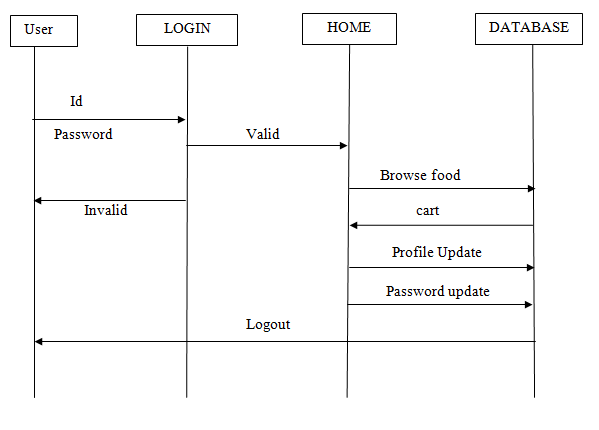 User
LOGIN
HOME
DATABASE
Id
Password
Valid
Browse food
Invalid
cart
Profile Update
Password update
Logout